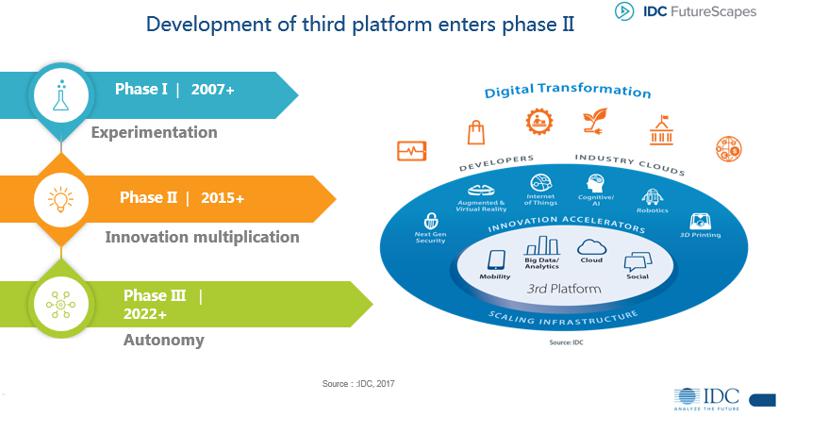 Development of third platform enters phase II
IDC FutureScapes
Phase I | 2007+
Experimentation
Phase II | 2015+
Innovation multiplication
Phase III |
2022+
Autonomy
Digital Transformation
DEVELOPERS
INDUSTRY CLOUDS
Next Gen
Security
Augmented &
Virtual Reality
Internet
of Things
Cognitive/
AI
Robotics
3D Printing
INNOVATION ACCELERATORS
Mobility
Big Data/
Analytics
Cloud
Social
3rd Platform
SCALING INFRASTRUCTURE
Source: IDC
Source : :IDC, 2017
IDC
ANALYZE THE FUTURE